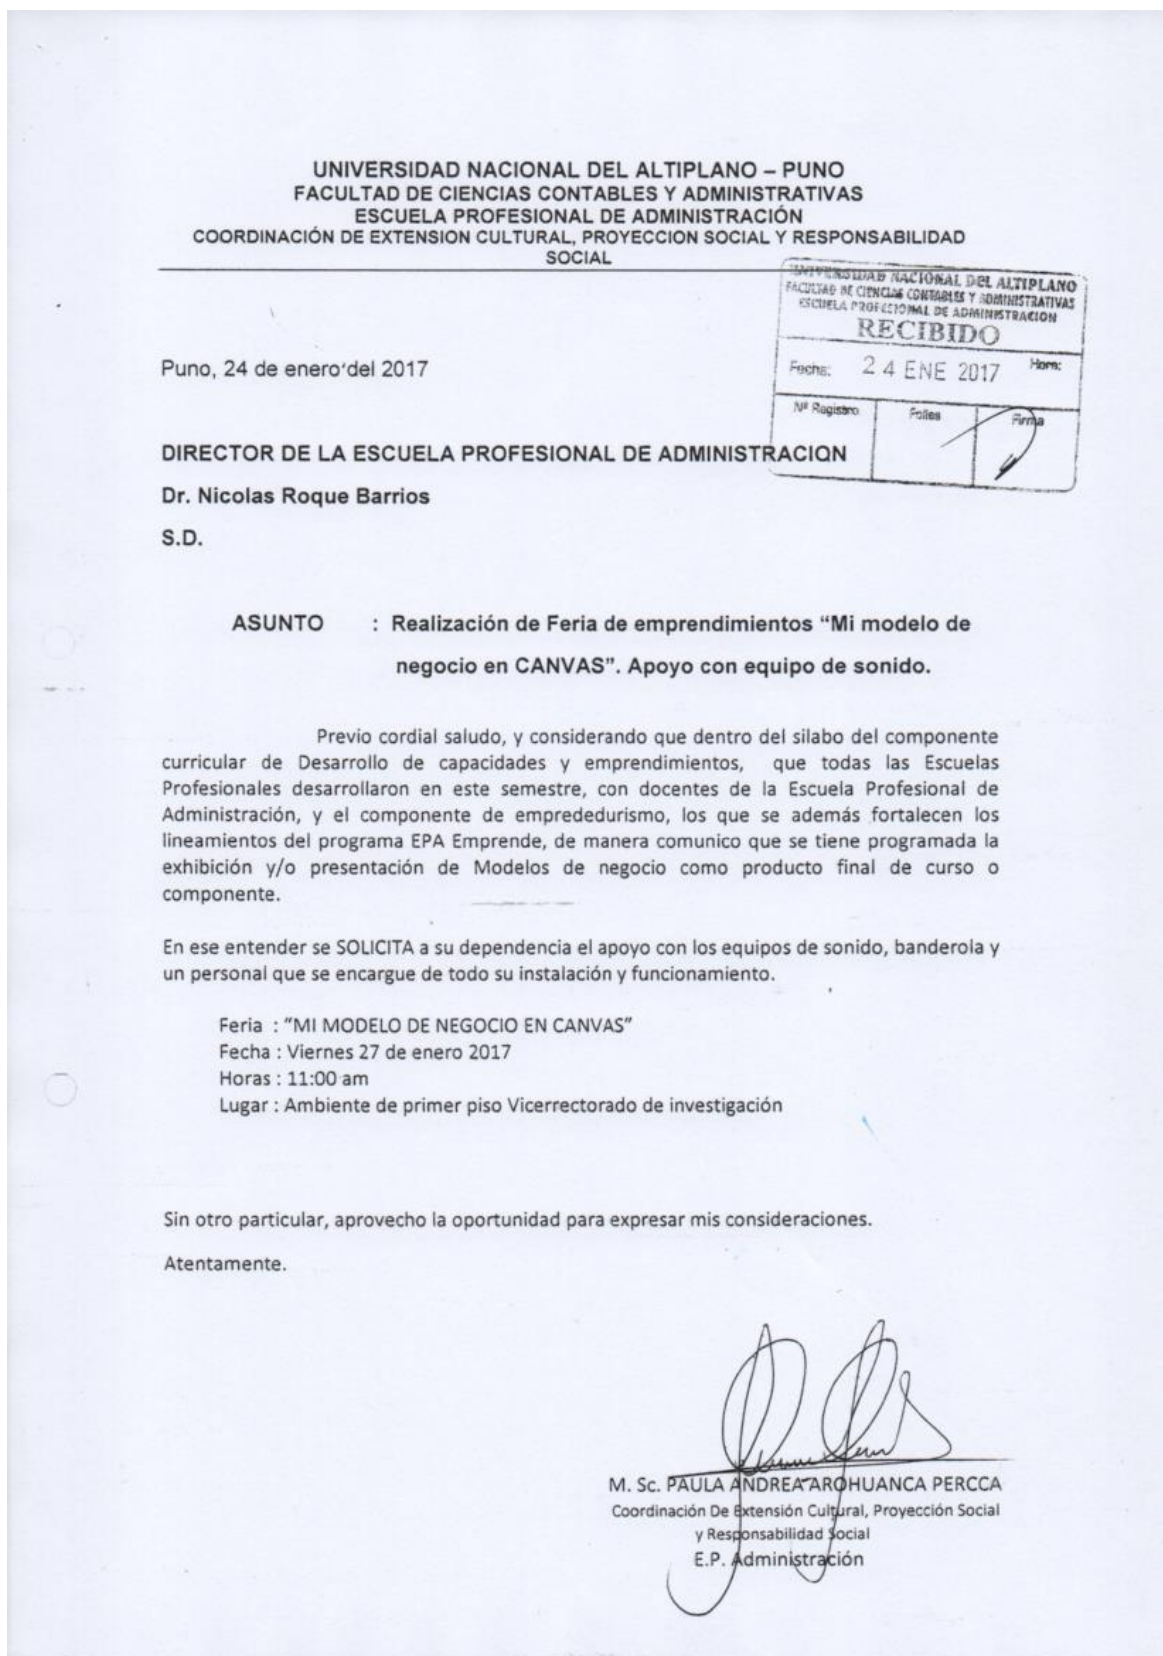 UNIVERSIDAD NACIONAL DEL ALTIPLANO – PUNO
FACULTAD DE CIENCIAS CONTABLES Y ADMINISTRATIVAS
ESCUELA PROFESIONAL DE ADMINISTRACIÓN
COORDINACIÓN DE EXTENSION CULTURAL, PROYECCION SOCIAL Y RESPONSABILIDAD
SOCIAL
UNIVERSIDAD NACIONAL DEL ALTIPLANO
FACULTAD DE CIENCIAS CONTABLES Y ADMINISTRATIVAS
ESCUELA PROFESIONAL DE ADMINISTRACION
RECIBIDO
Fecha: 24 ENE 2017 Hora:
Nº Registro Folios Firma
Puno, 24 de enero del 2017
DIRECTOR DE LA ESCUELA PROFESIONAL DE ADMINISTRACION
Dr. Nicolas Roque Barrios
S.D.
ASUNTO : Realización de Feria de emprendimientos “Mi modelo de
negocio en CANVAS”. Apoyo con equipo de sonido.
Previo cordial saludo, y considerando que dentro del silabo del componente
curricular de Desarrollo de capacidades y emprendimientos, que todas las Escuelas
Profesionales desarrollaron en este semestre, con docentes de la Escuela Profesional de
Administración, y el componente de emprededurismo, los que se además fortalecen los
lineamientos del programa EPA Emprende, de manera comunico que se tiene programada la
exhibición y/o presentación de Modelos de negocio como producto final de curso o
componente.
En ese entender se SOLICITA a su dependencia el apoyo con los equipos de sonido, banderola y
un personal que se encargue de todo su instalación y funcionamiento.
Feria : “MI MODELO DE NEGOCIO EN CANVAS”
Fecha : Viernes 27 de enero 2017
Horas : 11:00 am
Lugar : Ambiente de primer piso Vicerrectorado de investigación
Sin otro particular, aprovecho la oportunidad para expresar mis consideraciones.
Atentamente.
M. Sc. PAULA ANDREA AROHUANCA PERCCA
Coordinación De Extensión Cultural, Proyección Social
y Responsabilidad Social
E.P. Administración